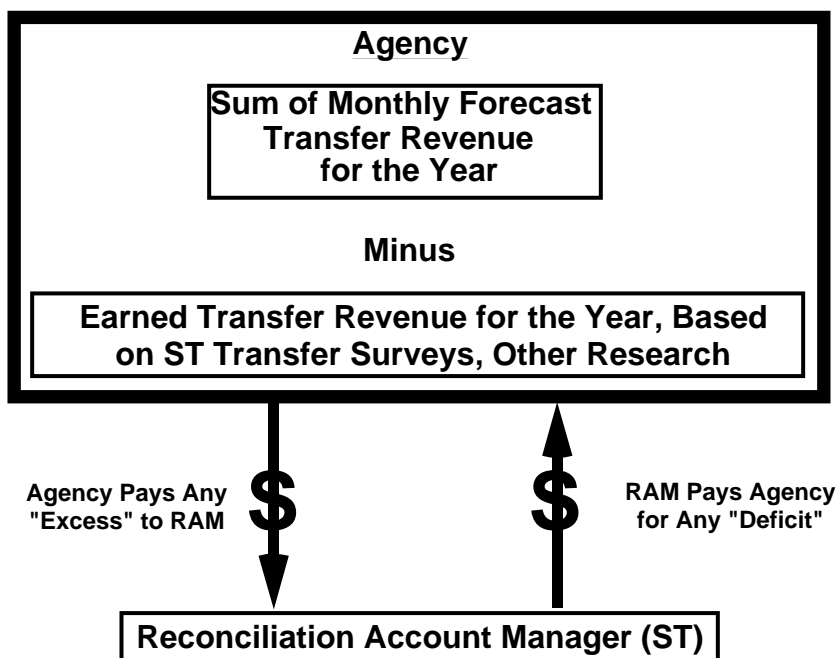 Agency
Sum of Monthly Forecast
Transfer Revenue
for the Year
Minus
Earned Transfer Revenue for the Year, Based
on ST Transfer Surveys, Other Research
Agency Pays Any
"Excess" to RAM
$
$
RAM Pays Agency
for Any "Deficit"
Reconciliation Account Manager (ST)